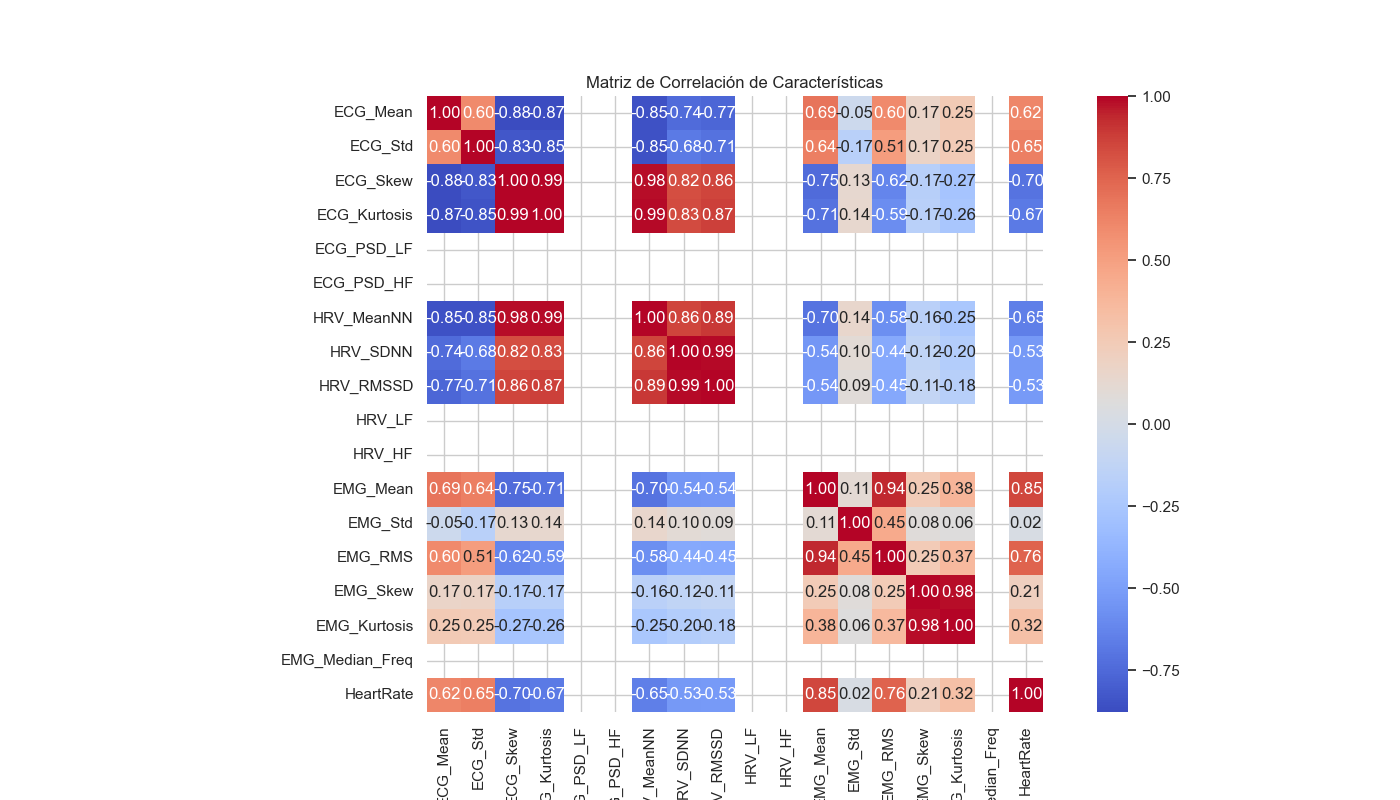 Matriz de Correlación de Características
ECG_Mean 1.00 0.60 -0.88 -0.87 -0.85 -0.74 -0.77 0.69 -0.05 0.60 0.17 0.25 0.62
ECG_Std 0.60 1.00 -0.83 -0.85 -0.85 -0.68 -0.71 0.64 -0.17 0.51 0.17 0.25 0.65
ECG_Skew -0.88 -0.83 1.00 0.99 0.98 0.82 0.86 -0.75 0.13 -0.62 -0.17 -0.27 -0.70
ECG_Kurtosis -0.87 -0.85 0.99 1.00 0.99 0.83 0.87 -0.71 0.14 -0.59 -0.17 -0.26 -0.67
ECG_PSD_LF
ECG_PSD_HF
HRV_MeanNN -0.85 -0.85 0.98 0.99 1.00 0.86 0.89 -0.70 0.14 -0.58 -0.16 -0.25 -0.65
HRV_SDNN -0.74 -0.68 0.82 0.83 0.86 1.00 0.99 -0.54 0.10 -0.44 -0.12 -0.20 -0.53
HRV_RMSSD -0.77 -0.71 0.86 0.87 0.89 0.99 1.00 -0.54 0.09 -0.45 -0.11 -0.18 -0.53
HRV_LF
HRV_HF
EMG_Mean 0.69 0.64 -0.75 -0.71 -0.70 -0.54 -0.54 1.00 0.11 0.94 0.25 0.38 0.85
EMG_Std -0.05 -0.17 0.13 0.14 0.14 0.10 0.09 0.11 1.00 0.45 0.08 0.06 0.02
EMG_RMS 0.60 0.51 -0.62 -0.59 -0.58 -0.44 -0.45 0.94 0.45 1.00 0.25 0.37 0.76
EMG_Skew 0.17 0.17 -0.17 -0.17 -0.16 -0.12 -0.11 0.25 0.08 0.25 1.00 0.98 0.21
EMG_Kurtosis 0.25 0.25 -0.27 -0.26 -0.25 -0.20 -0.18 0.38 0.06 0.37 0.98 1.00 0.32
EMG_Median_Freq
HeartRate 0.62 0.65 -0.70 -0.67 -0.65 -0.53 -0.53 0.85 0.02 0.76 0.21 0.32 1.00
ECG_Mean
ECG_Std
ECG_Skew
G_Kurtosis
G_PSD_LF
G_PSD_HF
V_MeanNN
RV_SDNN
V_RMSSD
HRV_LF
HRV_HF
EMG_Mean
EMG_Std
EMG_RMS
EMG_Skew
G_Kurtosis
edian_Freq
HeartRate
1.00
0.75
0.50
0.25
0.00
−0.25
−0.50
−0.75